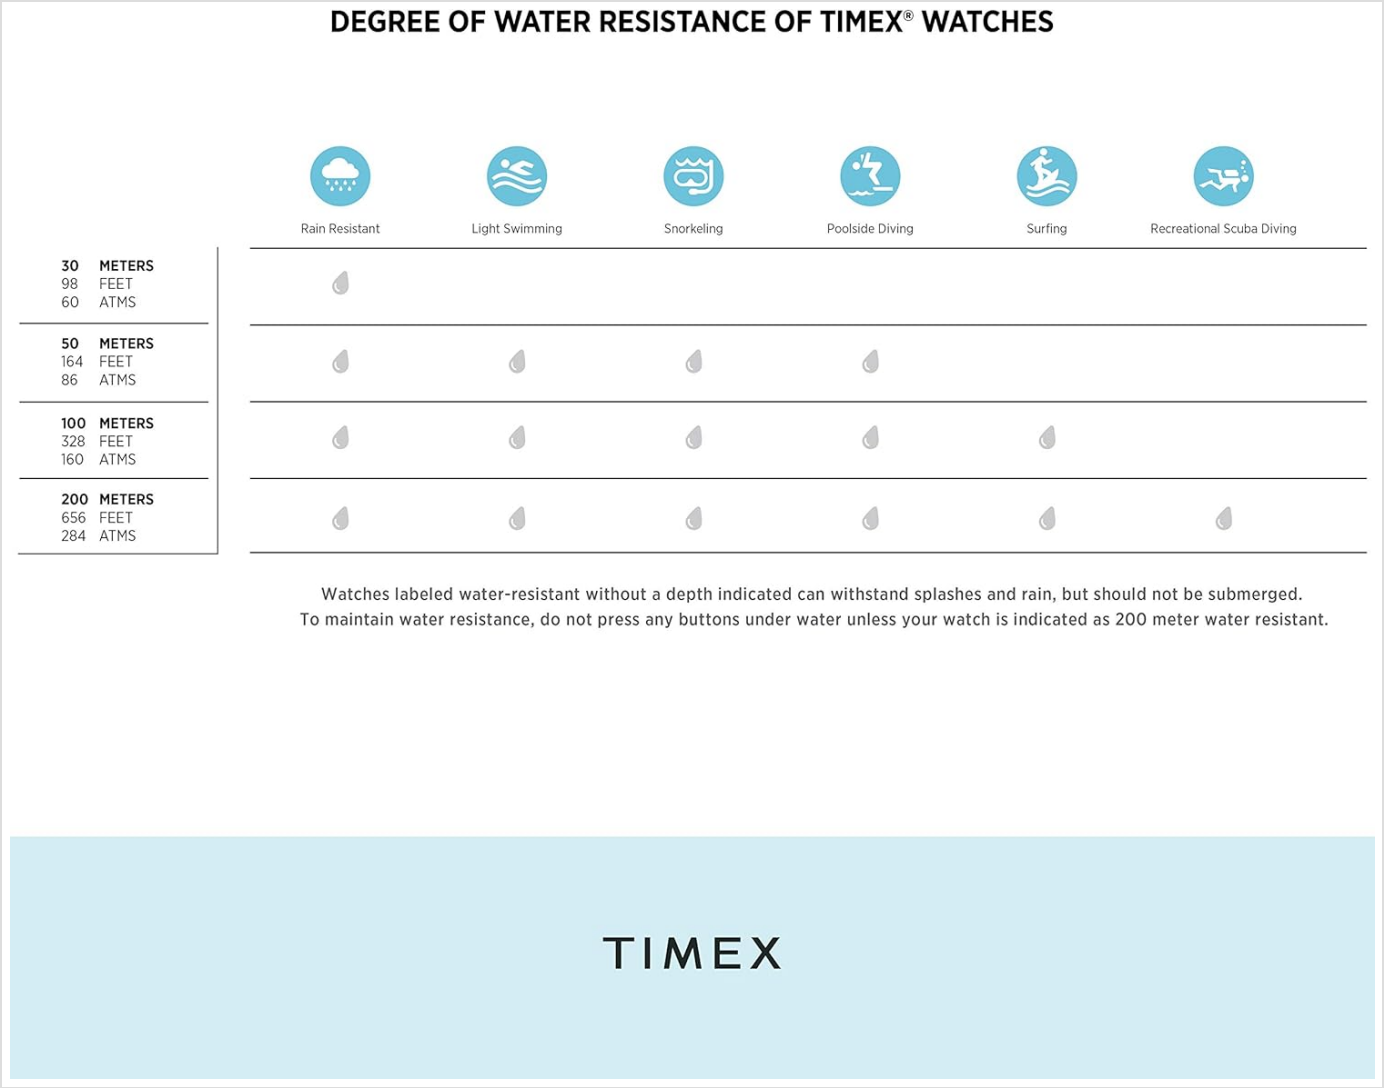 DEGREE OF WATER RESISTANCE OF TIMEX® WATCHES
Rain Resistant
Light Swimming
Snorkeling
Poolside Diving
Surfing
Recreational Scuba Diving
30 METERS
98 FEET
60 ATMS
50 METERS
164 FEET
86 ATMS
100 METERS
328 FEET
160 ATMS
200 METERS
656 FEET
284 ATMS
Watches labeled water-resistant without a depth indicated can withstand splashes and rain, but should not be submerged.
To maintain water resistance, do not press any buttons under water unless your watch is indicated as 200 meter water resistant.
TIMEX